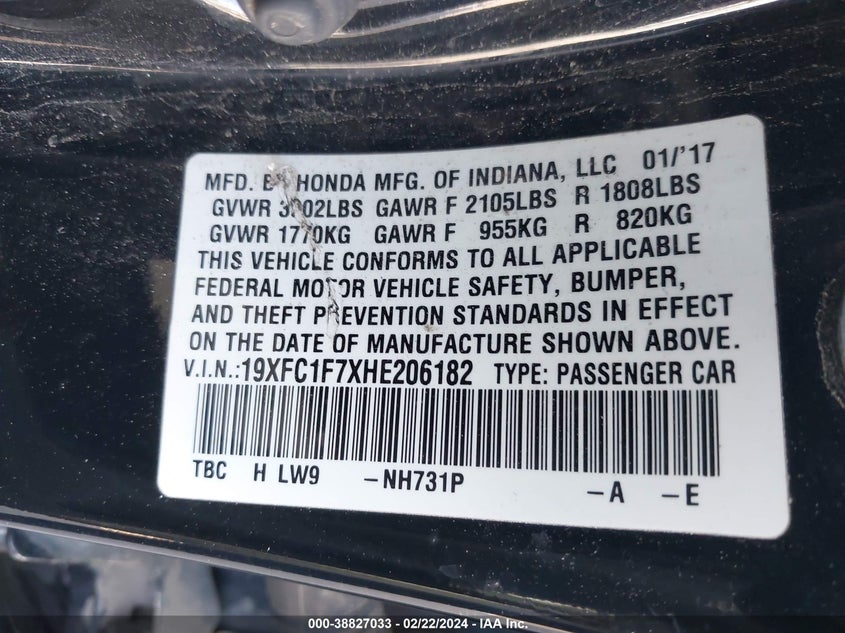 MFD. BY HONDA MFG. OF INDIANA, LLC 01/'17
GVWR 3902LBS GAWR F 2105LBS R 1808LBS
GVWR 1770KG GAWR F 955KG R 820KG
THIS VEHICLE CONFORMS TO ALL APPLICABLE
FEDERAL MOTOR VEHICLE SAFETY, BUMPER,
AND THEFT PREVENTION STANDARDS IN EFFECT
ON THE DATE OF MANUFACTURE SHOWN ABOVE.
V.I.N.:19XFC1F7XHE206182 TYPE: PASSENGER CAR
TBC H LW9 -NH731P -A -E
000-38827033 - 02/22/2024 - IAA Inc.